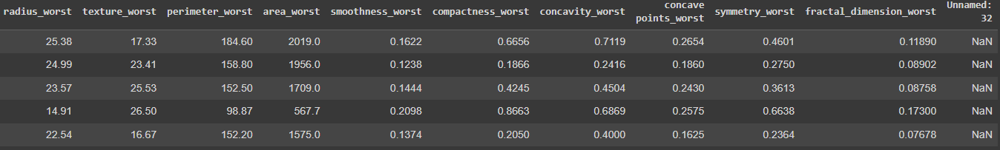 radius_worst texture_worst perimeter_worst area_worst smoothness_worst compactness_worst concavity_worst concave points_worst symmetry_worst fractal_dimension_worst Unnamed: 32
25.38 17.33 184.60 2019.0 0.1622 0.6656 0.7119 0.2654 0.4601 0.11890 NaN
24.99 23.41 158.80 1956.0 0.1238 0.1866 0.2416 0.1860 0.2750 0.08902 NaN
23.57 25.53 152.50 1709.0 0.1444 0.4245 0.4504 0.2430 0.3613 0.08758 NaN
14.91 26.50 98.87 567.7 0.2098 0.8663 0.6869 0.2575 0.6638 0.17300 NaN
22.54 16.67 152.20 1575.0 0.1374 0.2050 0.4000 0.1625 0.2364 0.07678 NaN